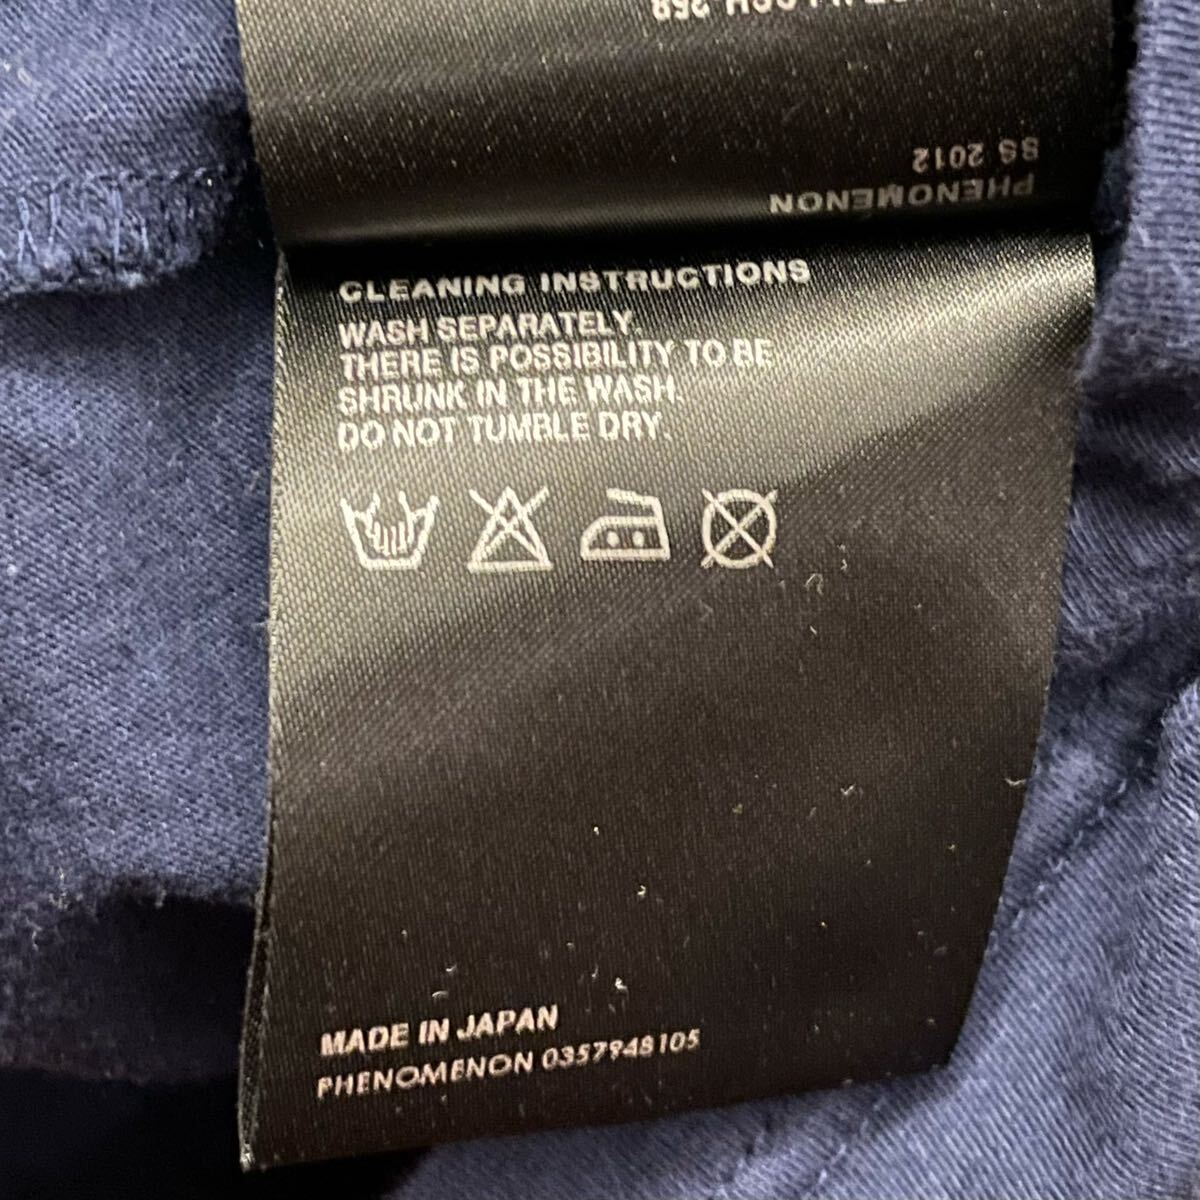 PHENOMENON
SS 2012
CLEANING INSTRUCTIONS
WASH SEPARATELY.
THERE IS POSSIBILITY TO BE
SHRUNK IN THE WASH.
DO NOT TUMBLE DRY.
MADE IN JAPAN
PHENOMENON 0357948105